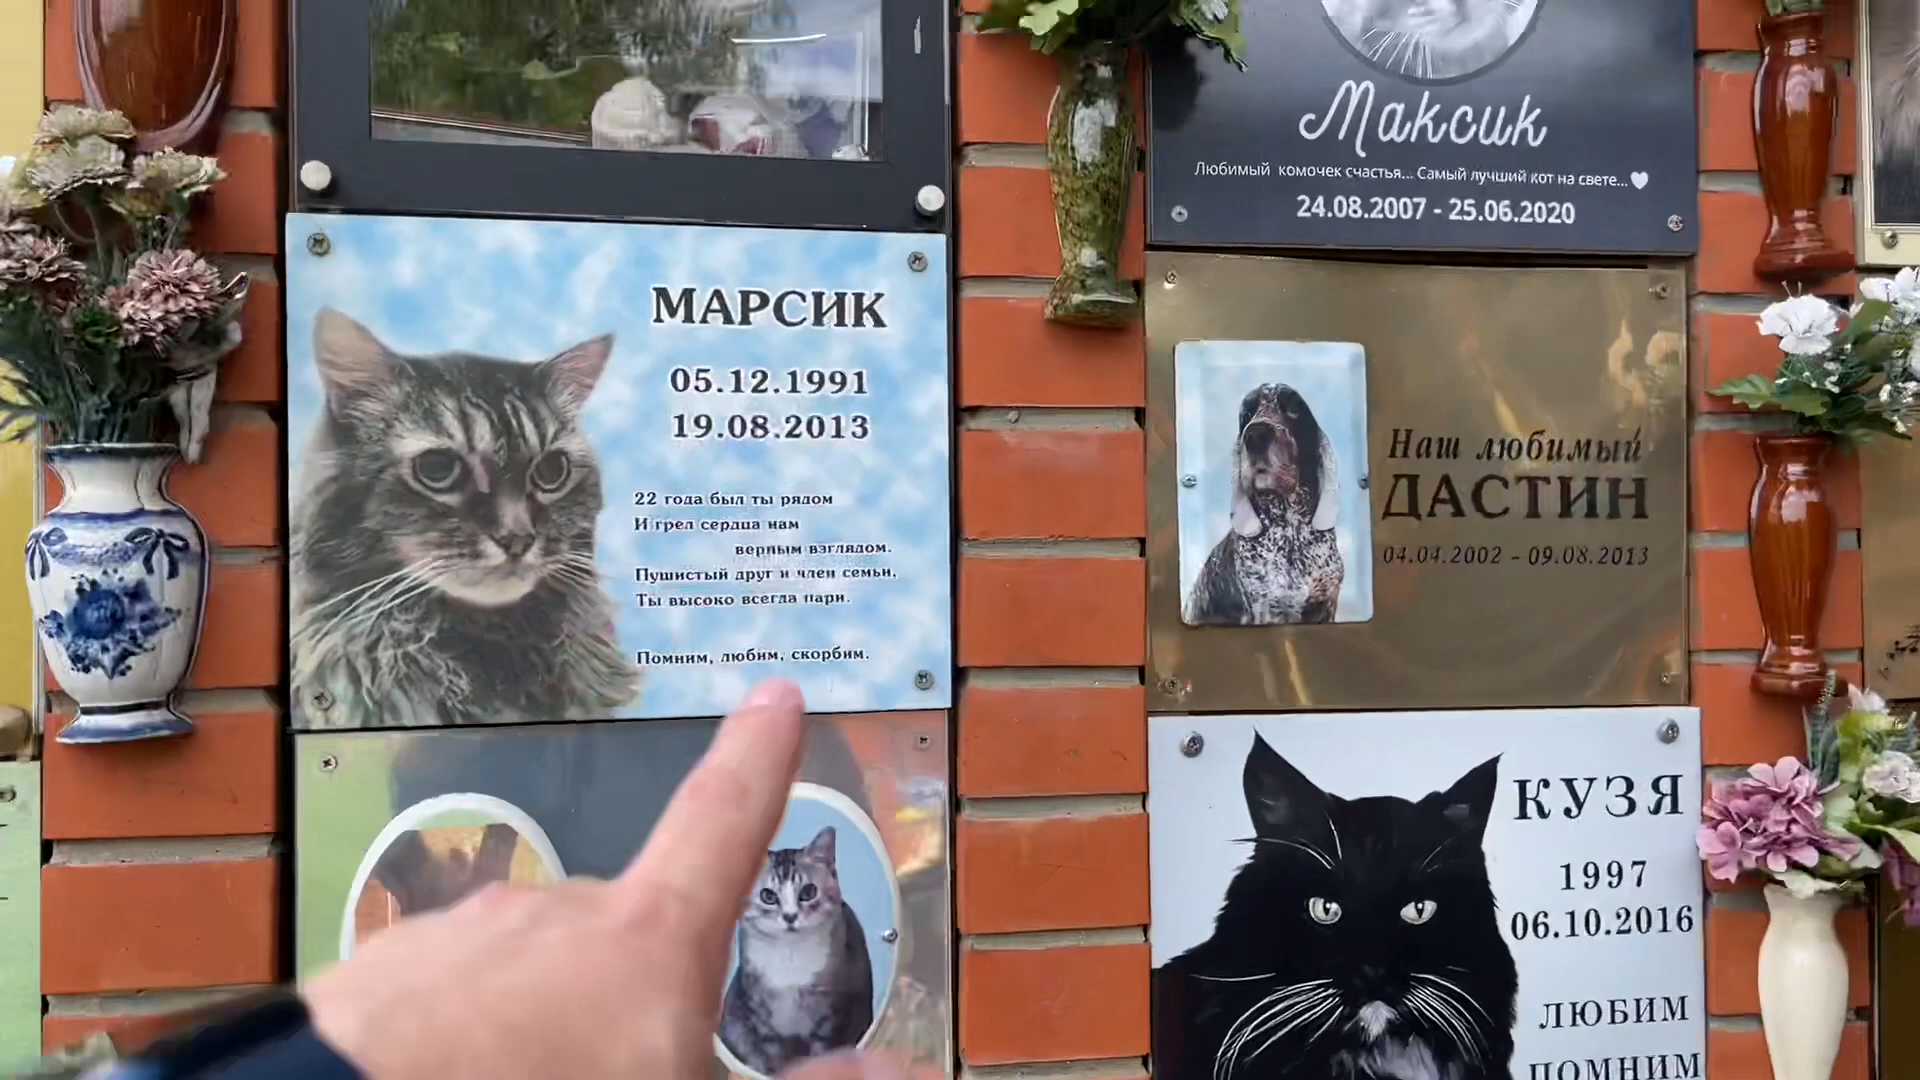 Максик
Любимый комочек счастья... Самый лучший кот на свете...
24.08.2007 - 25.06.2020
МАРСИК
05.12.1991
19.08.2013
22 года был ты рядом
И грел сердца нам
верным взглядом.
Пушистый друг и член семьи,
Ты высоко всегда пари.
Помним, любим, скорбим.
Наш любимый
ДАСТИН
04.04.2002 - 09.08.2013
КУЗЯ
1997
06.10.2016
ЛЮБИМ
ПОМНИМ